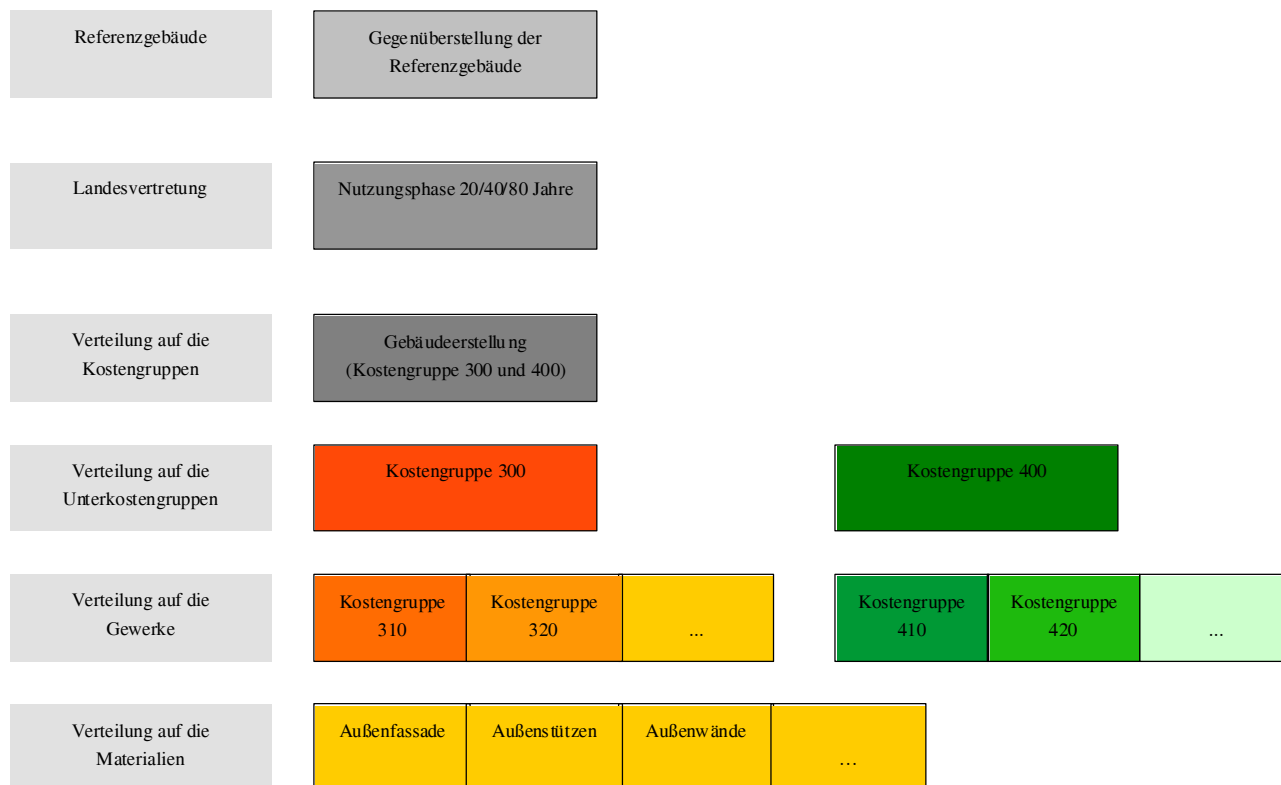 Referenzgebäude
Gegenüberstellung der
Referenzgebäude
Landesvertretung
Nutzungsphase 20/40/80 Jahre
Verteilung auf die
Kostengruppen
Gebäudeerstellung
(Kostengruppe 300 und 400)
Verteilung auf die
Unterkostengruppen
Kostengruppe 300
Kostengruppe 400
Verteilung auf die
Gewerke
Kostengruppe
310
Kostengruppe
320
...
Kostengruppe
410
Kostengruppe
420
...
Verteilung auf die
Materialien
Außenfassade
Außenstützen
Außenwände
…